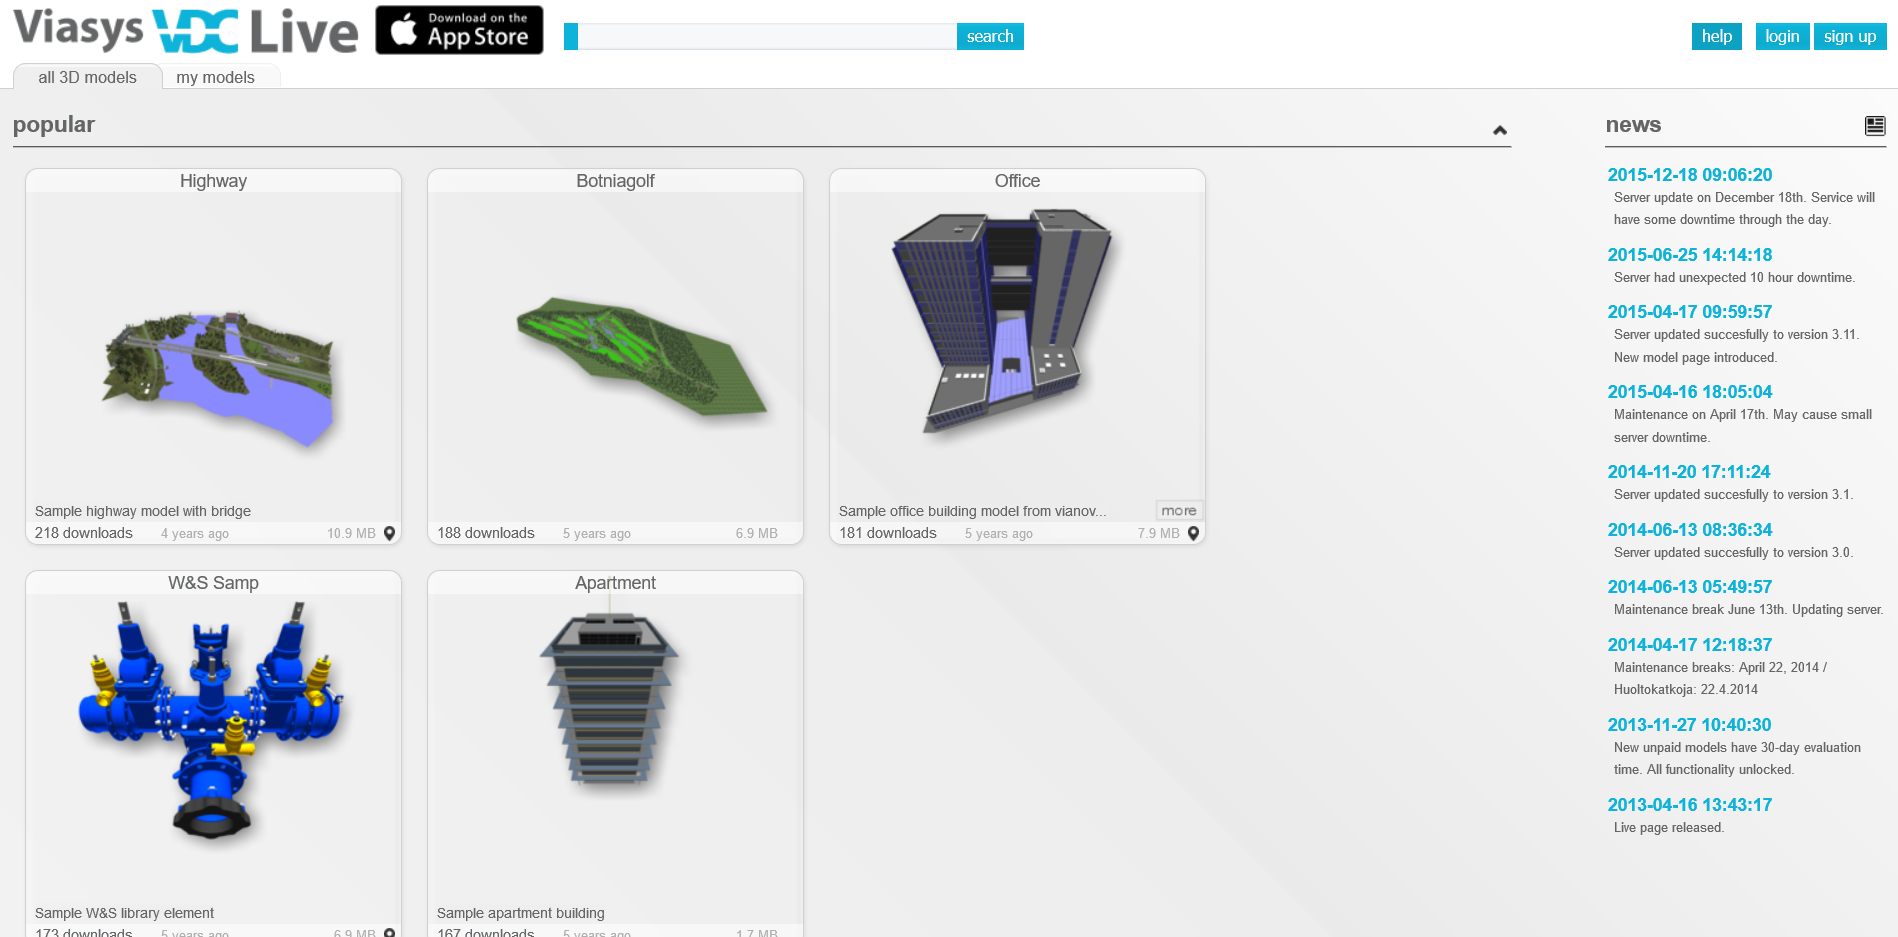 Viasys VDC Live
Download on the
App Store
search
help
login
sign up
all 3D models
my models
popular
Highway
Sample highway model with bridge
218 downloads 4 years ago 10.9 MB
Botniagolf
188 downloads 5 years ago 6.9 MB
Office
Sample office building model from vianov... more
181 downloads 5 years ago 7.9 MB
W&S Samp
Sample W&S library element
173 downloads 5 years ago 6.9 MB
Apartment
Sample apartment building
167 downloads 5 years ago 1.7 MB
news
2015-12-18 09:06:20
Server update on December 18th. Service will
have some downtime through the day.
2015-06-25 14:14:18
Server had unexpected 10 hour downtime.
2015-04-17 09:59:57
Server updated succesfully to version 3.11.
New model page introduced.
2015-04-16 18:05:04
Maintenance on April 17th. May cause small
server downtime.
2014-11-20 17:11:24
Server updated succesfully to version 3.1.
2014-06-13 08:36:34
Server updated succesfully to version 3.0.
2014-06-13 05:49:57
Maintenance break June 13th. Updating server.
2014-04-17 12:18:37
Maintenance breaks: April 22, 2014 /
Huoltokatkoja: 22.4.2014
2013-11-27 10:40:30
New unpaid models have 30-day evaluation
time. All functionality unlocked.
2013-04-16 13:43:17
Live page released.